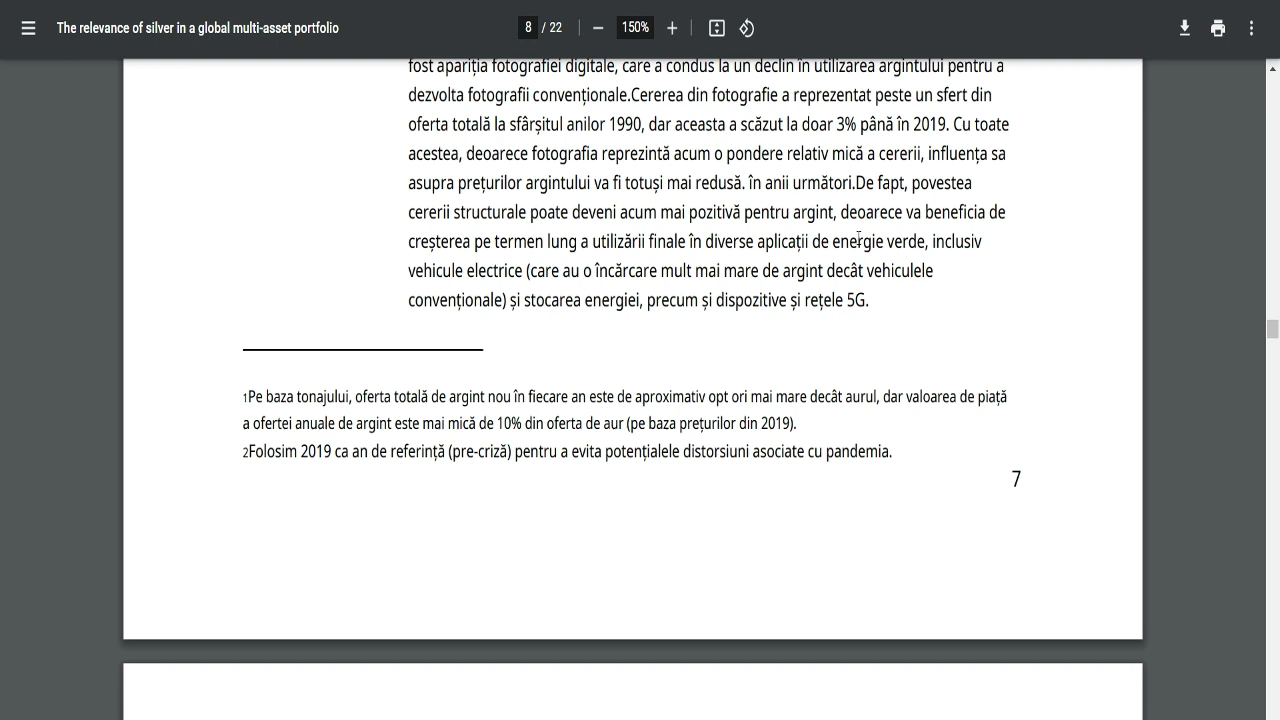 The relevance of silver in a global multi-asset portfolio
8 / 22
150%
fost apariția fotografiei digitale, care a condus la un declin în utilizarea argintului pentru a
dezvolta fotografii convenționale.Cererea din fotografie a reprezentat peste un sfert din
oferta totală la sfârșitul anilor 1990, dar aceasta a scăzut la doar 3% până în 2019. Cu toate
acestea, deoarece fotografia reprezintă acum o pondere relativ mică a cererii, influența sa
asupra prețurilor argintului va fi totuși mai redusă. în anii următori.De fapt, povestea
cererii structurale poate deveni acum mai pozitivă pentru argint, deoarece va beneficia de
creșterea pe termen lung a utilizării finale în diverse aplicații de energie verde, inclusiv
vehicule electrice (care au o încărcare mult mai mare de argint decât vehiculele
convenționale) și stocarea energiei, precum și dispozitive și rețele 5G.
1Pe baza tonajului, oferta totală de argint nou în fiecare an este de aproximativ opt ori mai mare decât aurul, dar valoarea de piață
a ofertei anuale de argint este mai mică de 10% din oferta de aur (pe baza prețurilor din 2019).
2Folosim 2019 ca an de referință (pre-criză) pentru a evita potențialele distorsiuni asociate cu pandemia.
7